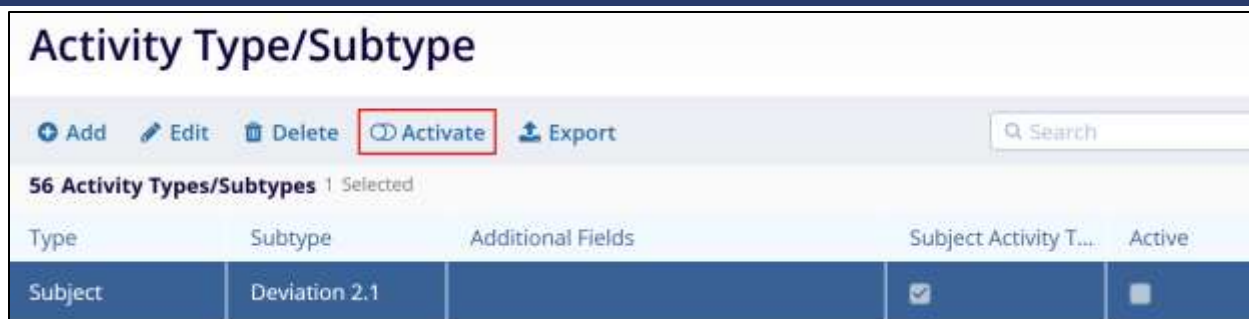 Activity Type/Subtype
Add Edit Delete Activate Export Search
56 Activity Types/Subtypes 1 Selected
Type Subtype Additional Fields Subject Activity T... Active
Subject Deviation 2.1